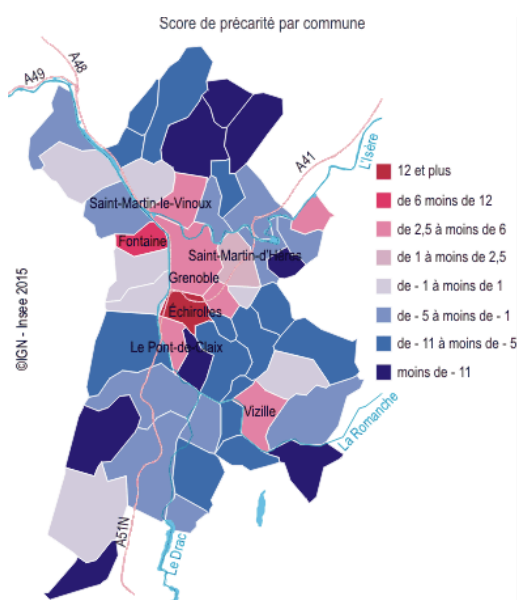 Score de précarité par commune
A48
A49
A41
L'Isère
12 et plus
de 6 moins de 12
de 2,5 à moins de 6
de 1 à moins de 2,5
de - 1 à moins de 1
de - 5 à moins de - 1
de - 11 à moins de - 5
moins de - 11
Saint-Martin-le-Vinoux
Fontaine
Saint-Martin-d'Hères
Grenoble
Échirolles
Le Pont-de-Claix
Vizille
La Romanche
A51N
Le Drac
©IGN - Insee 2015